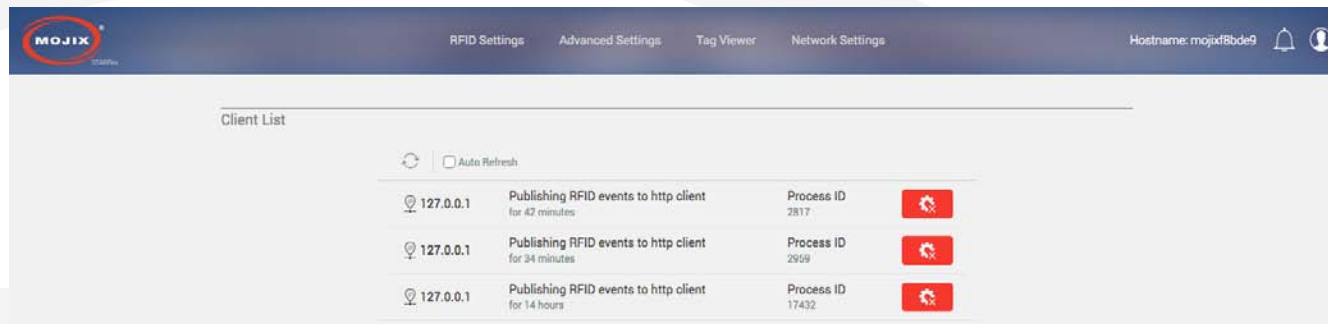 MOJIX
RFID Settings Advanced Settings Tag Viewer Network Settings Hostname: mojixf8bde9
Client List
Auto Refresh
127.0.0.1 Publishing RFID events to http client Process ID
for 42 minutes 2817
127.0.0.1 Publishing RFID events to http client Process ID
for 34 minutes 2959
127.0.0.1 Publishing RFID events to http client Process ID
for 14 hours 17432